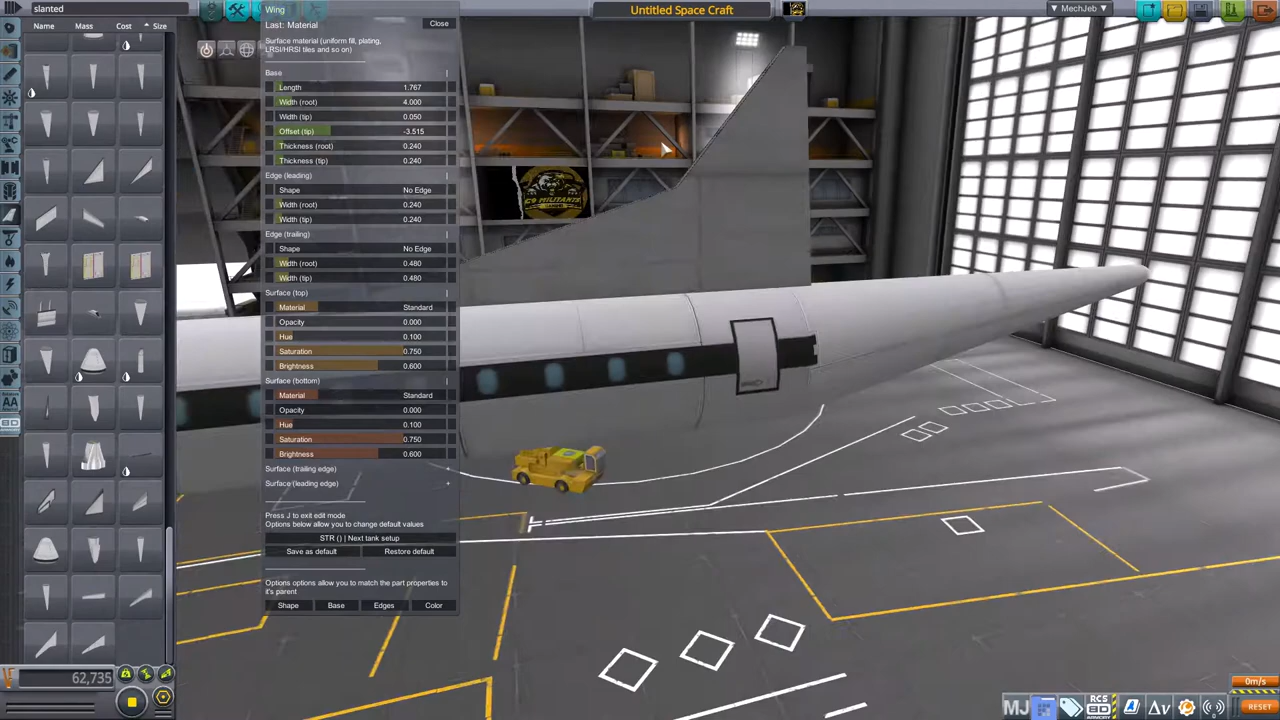 slanted
Untitled Space Craft
▼ MechJeb ▼
Name Mass Cost Size
Wing
Last: Material
Close
Surface material (uniform fill, plating,
LRSI/HRSI tiles and so on)
Base
Length 1.767
Width (root) 4.000
Width (tip) 0.050
Offset (tip) -3.515
Thickness (root) 0.240
Thickness (tip) 0.240
Edge (leading)
Shape No Edge
Width (root) 0.240
Width (tip) 0.240
Edge (trailing)
Shape No Edge
Width (root) 0.480
Width (tip) 0.480
Surface (top)
Material Standard
Opacity 0.000
Hue 0.100
Saturation 0.750
Brightness 0.600
Surface (bottom)
Material Standard
Opacity 0.000
Hue 0.100
Saturation 0.750
Brightness 0.600
Surface (trailing edge)
Surface (leading edge)
Press J to exit edit mode
Options below allow you to change default values
STR () | Next tank setup
Save as default Restore default
Options options allow you to match the part properties to
it's parent
Shape Base Edges Color
MILITANTS
AA
62,735
0m/s
MJ
RCS
Δv
RESET